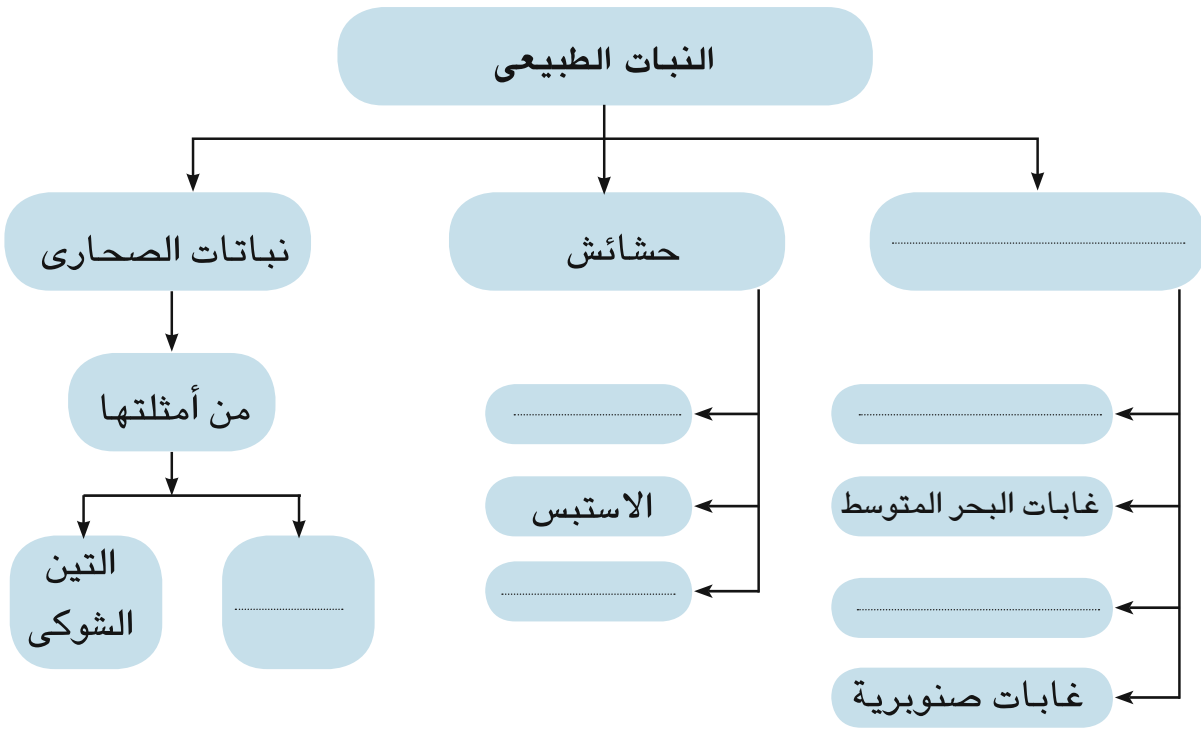 النبات الطبيعى
حشائش
نباتات الصحارى
من أمثلتها
الاستبس
غابات البحر المتوسط
التين
الشوكى
غابات صنوبرية